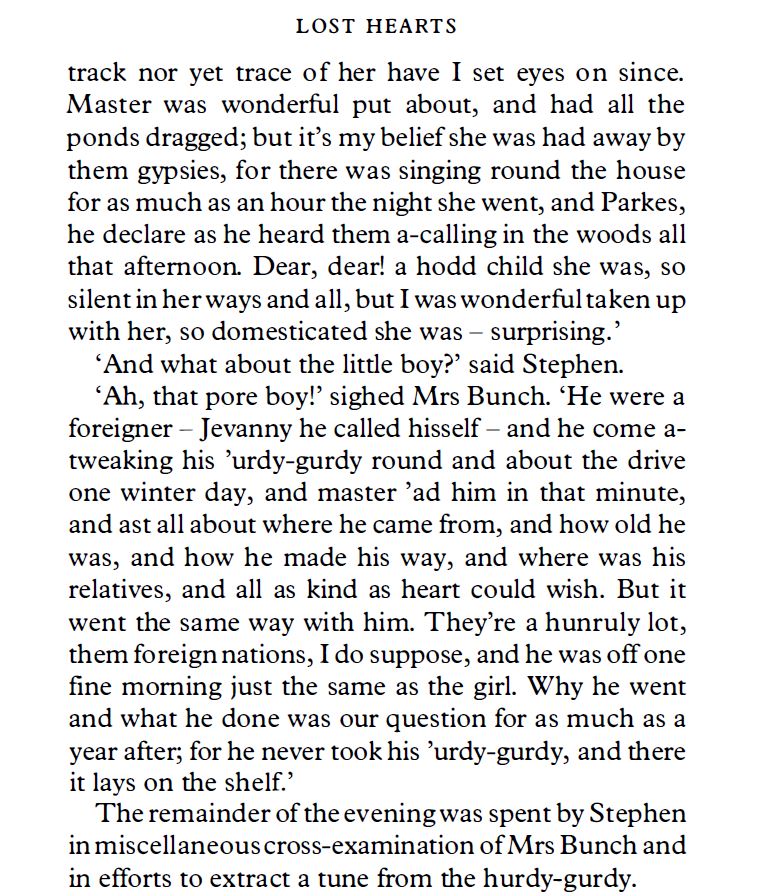 LOST HEARTS
track nor yet trace of her have I set eyes on since.
Master was wonderful put about, and had all the
ponds dragged; but it’s my belief she was had away by
them gypsies, for there was singing round the house
for as much as an hour the night she went, and Parkes,
he declare as he heard them a-calling in the woods all
that afternoon. Dear, dear! a hodd child she was, so
silent in her ways and all, but I was wonderful taken up
with her, so domesticated she was – surprising.’
‘And what about the little boy?’ said Stephen.
‘Ah, that pore boy!’ sighed Mrs Bunch. ‘He were a
foreigner – Jevanny he called hisself – and he come a-
tweaking his ’urdy-gurdy round and about the drive
one winter day, and master ’ad him in that minute,
and ast all about where he came from, and how old he
was, and how he made his way, and where was his
relatives, and all as kind as heart could wish. But it
went the same way with him. They’re a hunruly lot,
them foreign nations, I do suppose, and he was off one
fine morning just the same as the girl. Why he went
and what he done was our question for as much as a
year after; for he never took his ’urdy-gurdy, and there
it lays on the shelf.’
The remainder of the evening was spent by Stephen
in miscellaneous cross-examination of Mrs Bunch and
in efforts to extract a tune from the hurdy-gurdy.